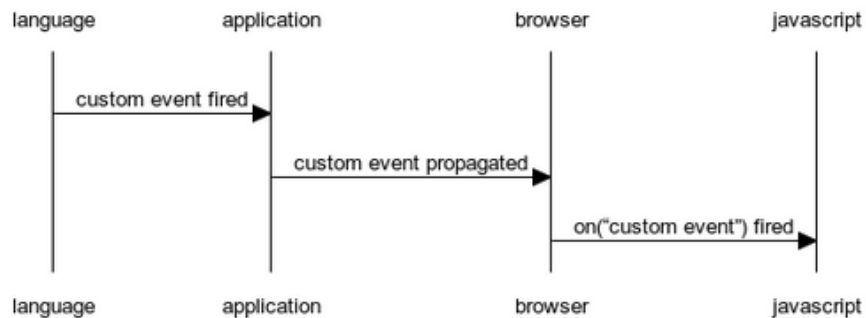 language application browser javascript
custom event fired
custom event propagated
on(“custom event”) fired
language application browser javascript